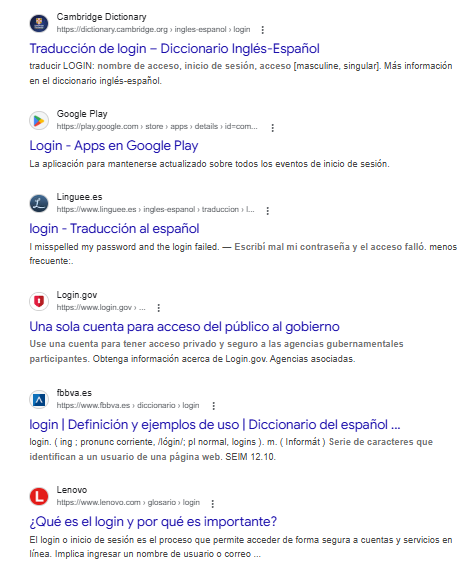 Cambridge Dictionary
https://dictionary.cambridge.org › ingles-espanol › login
Traducción de login – Diccionario Inglés-Español
traducir LOGIN: nombre de acceso, inicio de sesión, acceso [masculine, singular]. Más información
en el diccionario inglés-español.
Google Play
https://play.google.com › store › apps › details › id=com...
Login - Apps en Google Play
La aplicación para mantenerse actualizado sobre todos los eventos de inicio de sesión.
Linguee.es
https://www.linguee.es › ingles-espanol › traduccion › l...
login - Traducción al español
I misspelled my password and the login failed. — Escribí mal mi contraseña y el acceso falló. menos
frecuente:.
Login.gov
https://www.login.gov › ...
Una sola cuenta para acceso del público al gobierno
Use una cuenta para tener acceso privado y seguro a las agencias gubernamentales
participantes. Obtenga información acerca de Login.gov. Agencias asociadas.
fbbva.es
https://www.fbbva.es › diccionario › login
login | Definición y ejemplos de uso | Diccionario del español ...
login. ( ing ; pronunc corriente, /lógin/; pl normal, logins ). m. ( Informát ) Serie de caracteres que
identifican a un usuario de una página web. SEIM 12.10.
Lenovo
https://www.lenovo.com › glosario › login
¿Qué es el login y por qué es importante?
El login o inicio de sesión es el proceso que permite acceder de forma segura a cuentas y servicios en
línea. Implica ingresar un nombre de usuario o correo ...